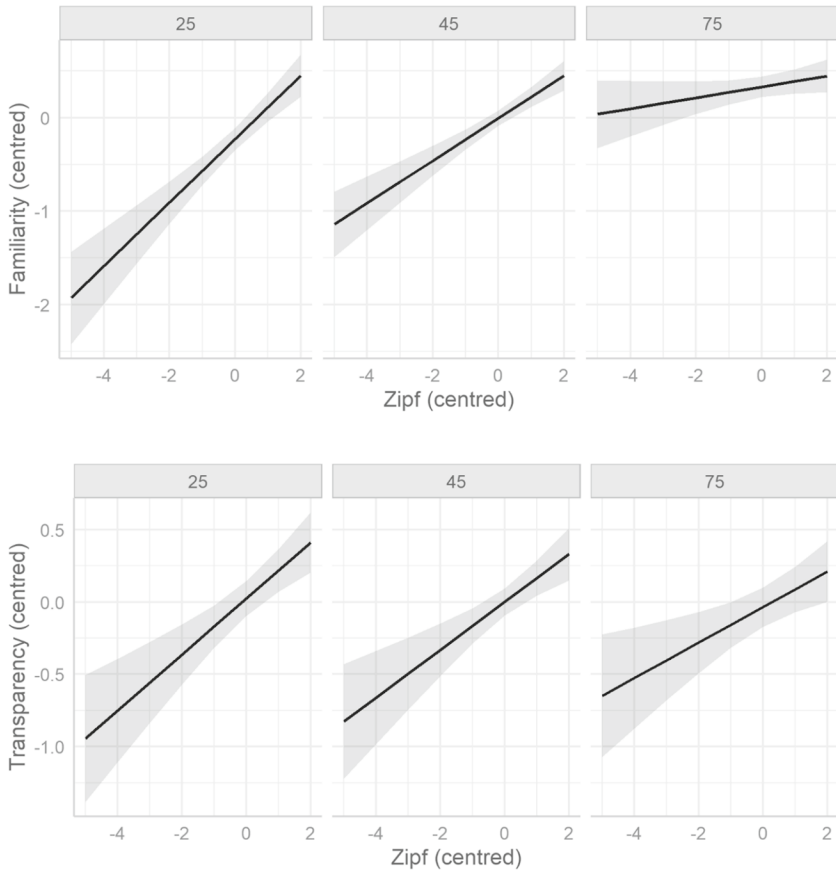 25 45 75
Familiarity (centred)
0
-1
-2
-4 -2 0 2 -4 -2 0 2 -4 -2 0 2
Zipf (centred)
25 45 75
Transparency (centred)
0.5
0.0
-0.5
-1.0
-4 -2 0 2 -4 -2 0 2 -4 -2 0 2
Zipf (centred)